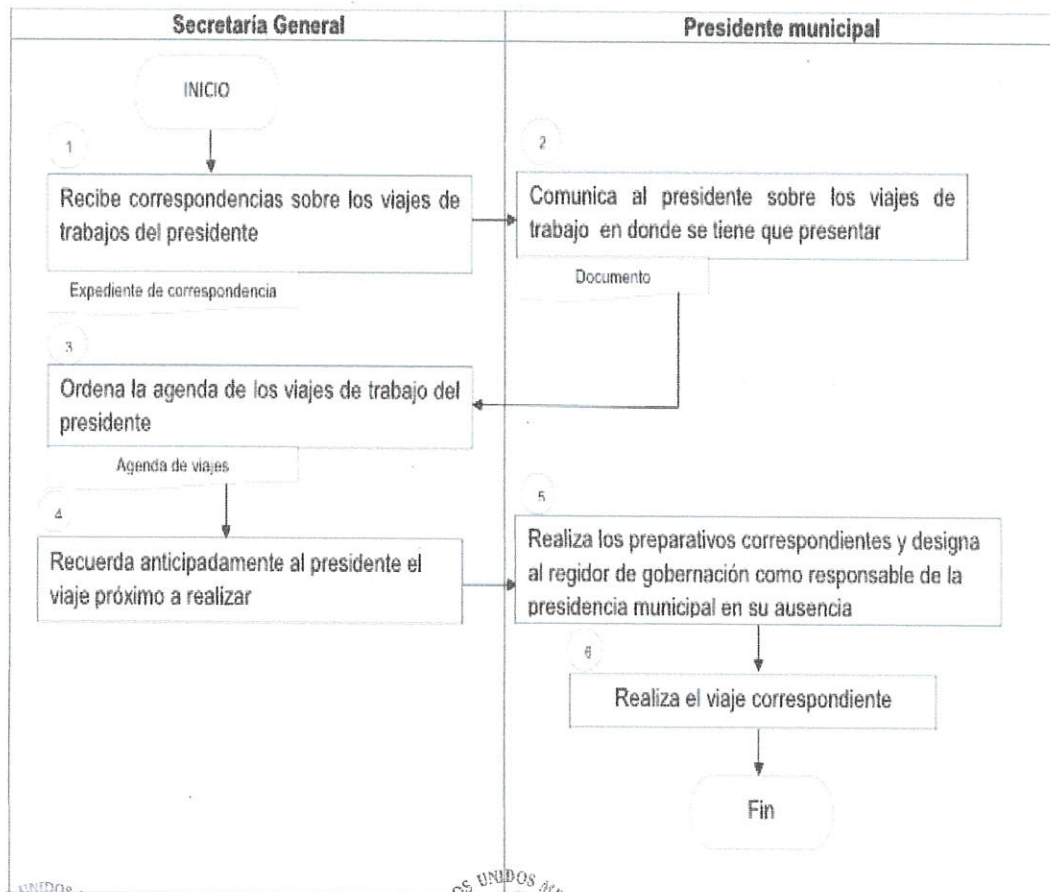 Secretaría General
Presidente municipal
INICIO
1
Recibe correspondencias sobre los viajes de
trabajos del presidente
Expediente de correspondencia
2
Comunica al presidente sobre los viajes de
trabajo en donde se tiene que presentar
Documento
3
Ordena la agenda de los viajes de trabajo del
presidente
Agenda de viajes
4
Recuerda anticipadamente al presidente el
viaje próximo a realizar
5
Realiza los preparativos correspondientes y designa
al regidor de gobernación como responsable de la
presidencia municipal en su ausencia
6
Realiza el viaje correspondiente
Fin
UNIDOS
OS UNIDOS